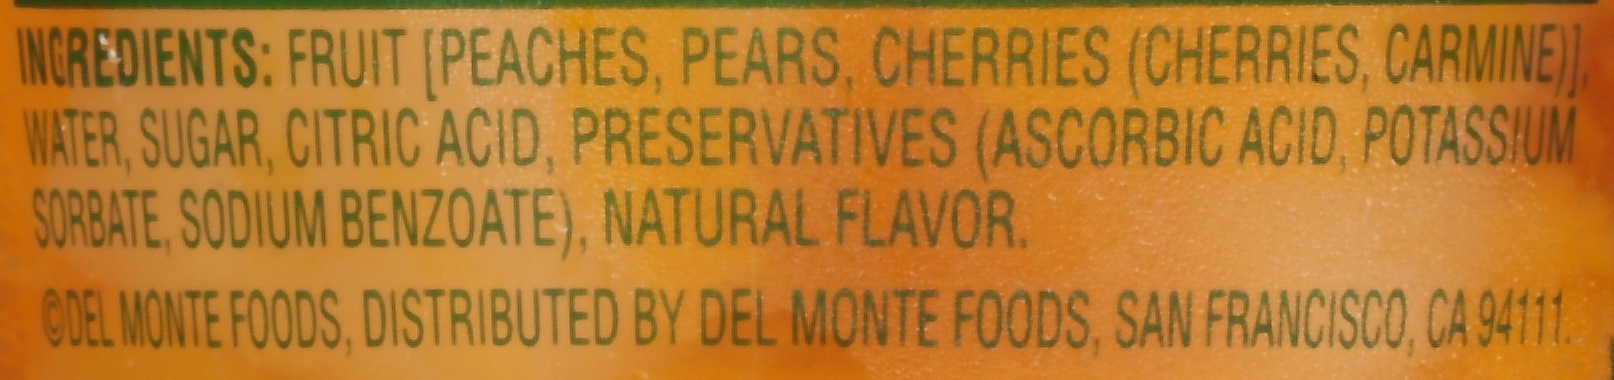 INGREDIENTS: FRUIT [PEACHES, PEARS, CHERRIES (CHERRIES, CARMINE)],
WATER, SUGAR, CITRIC ACID, PRESERVATIVES (ASCORBIC ACID, POTASSIUM
SORBATE, SODIUM BENZOATE), NATURAL FLAVOR.
©DEL MONTE FOODS, DISTRIBUTED BY DEL MONTE FOODS, SAN FRANCISCO, CA 94111.